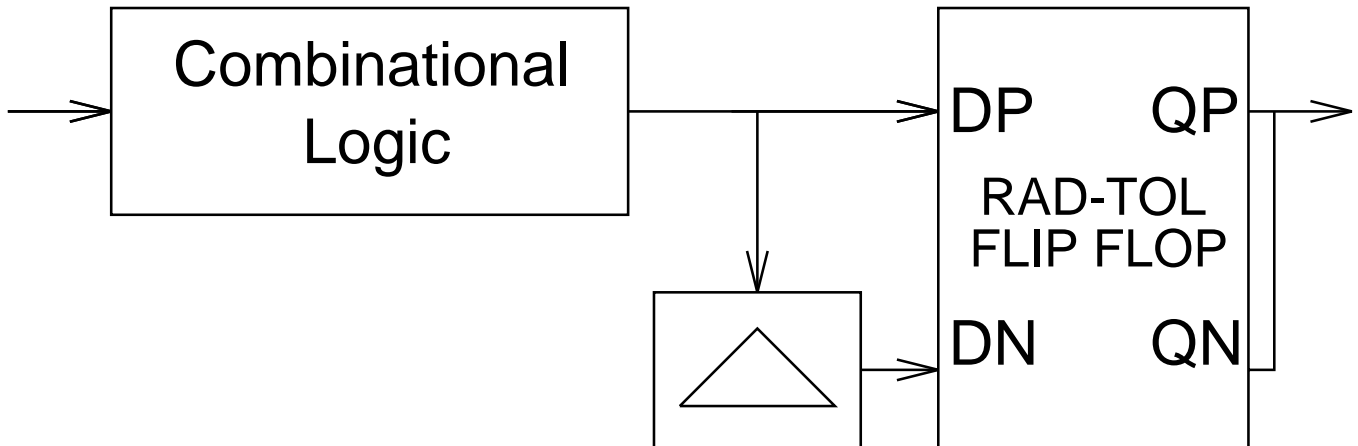 Combinational
Logic
DP QP
RAD-TOL
FLIP FLOP
DN QN